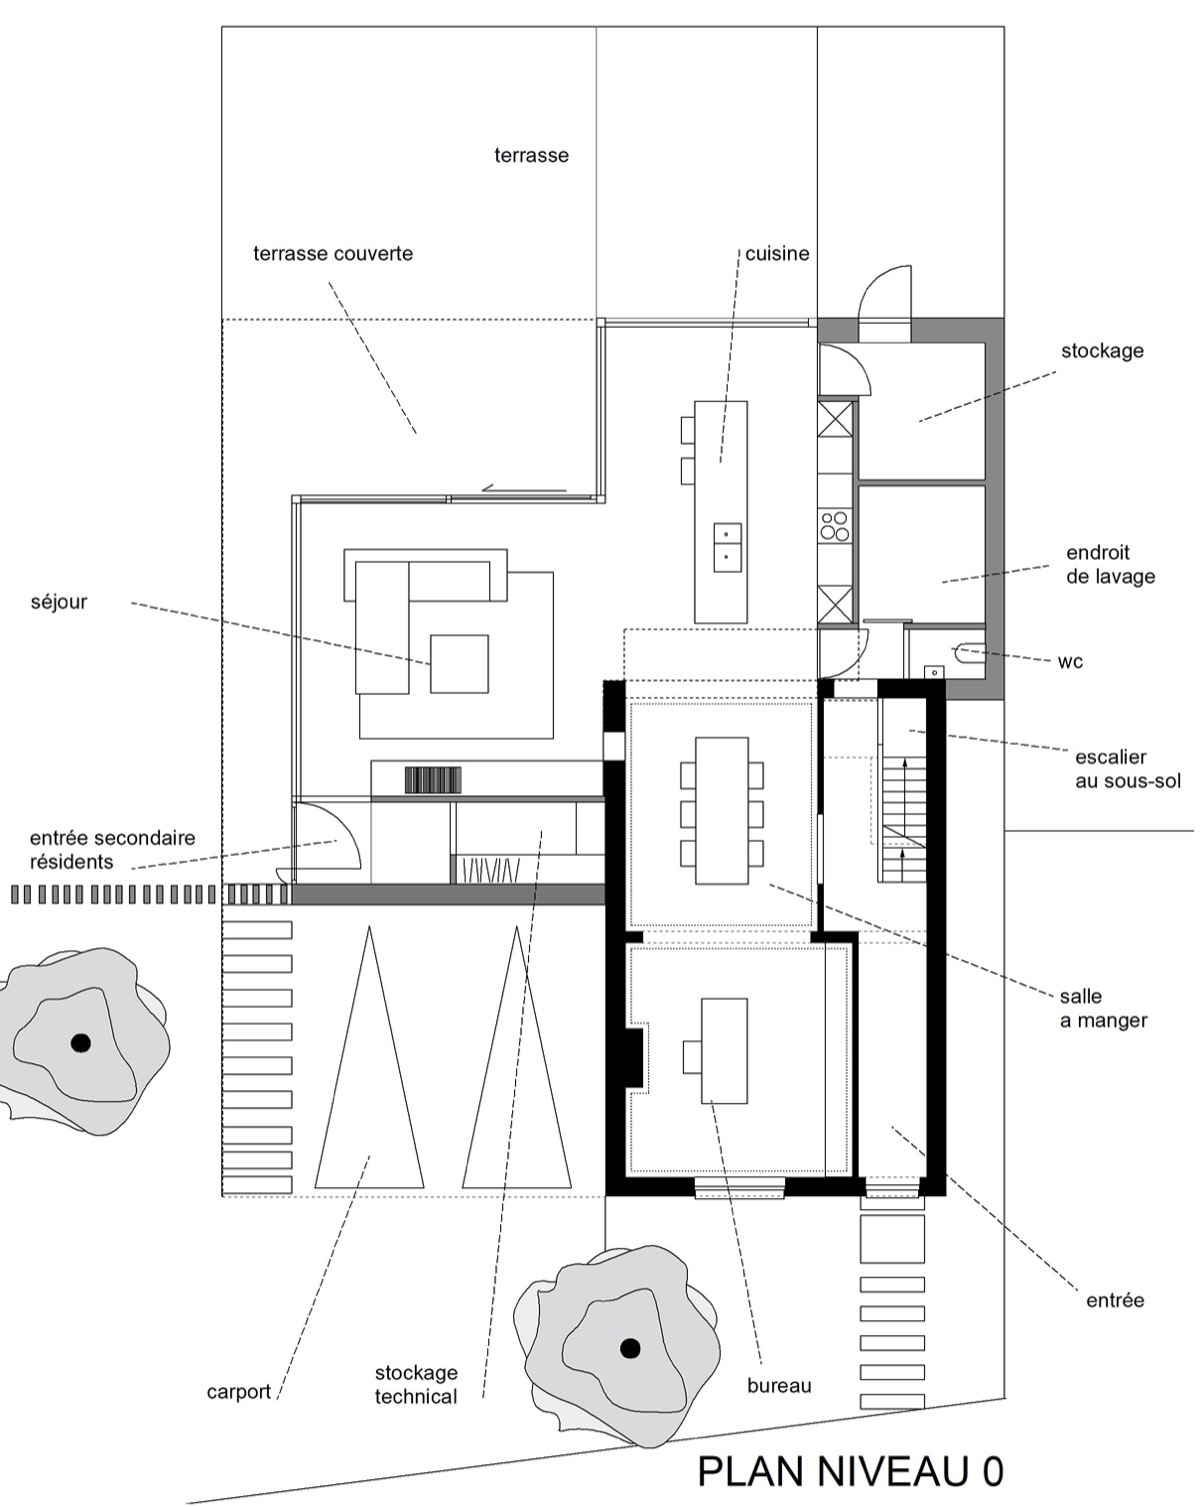 terrasse
terrasse couverte
cuisine
stockage
endroit
de lavage
séjour
wc
escalier
au sous-sol
entrée secondaire
résidents
salle
a manger
entrée
stockage
technical
carport
bureau
PLAN NIVEAU 0